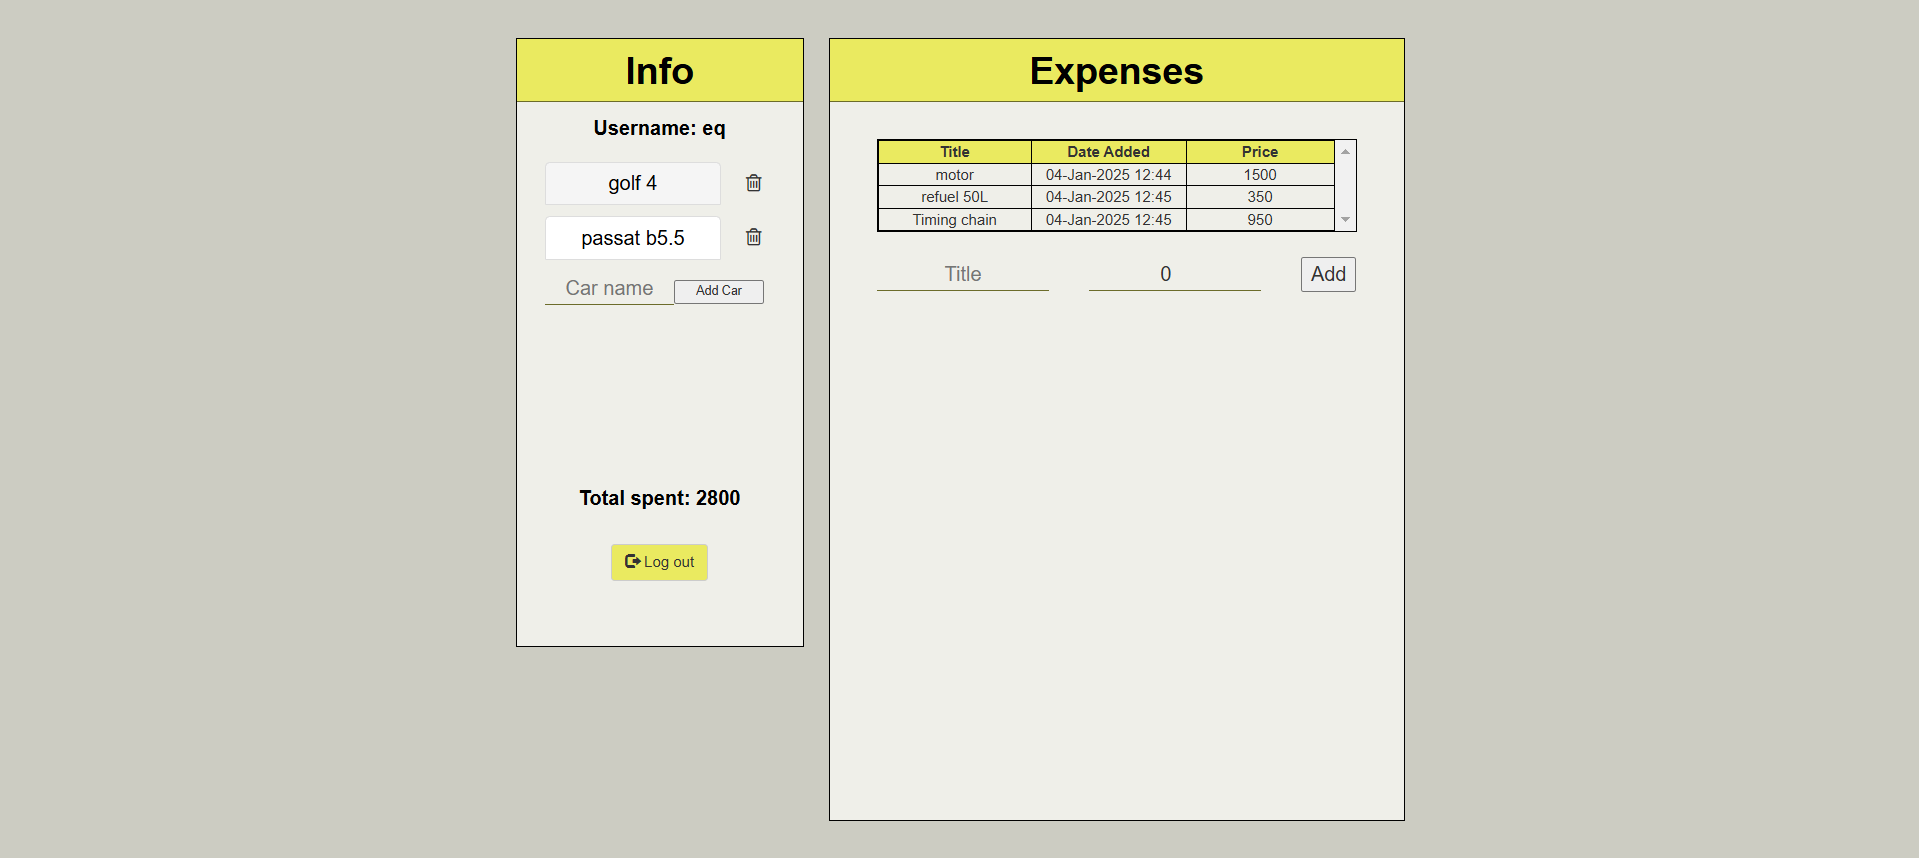 Info
Username: eq
golf 4
passat b5.5
Car name Add Car
Total spent: 2800
Log out
Expenses
Title Date Added Price
motor 04-Jan-2025 12:44 1500
refuel 50L 04-Jan-2025 12:45 350
Timing chain 04-Jan-2025 12:45 950
Title 0 Add